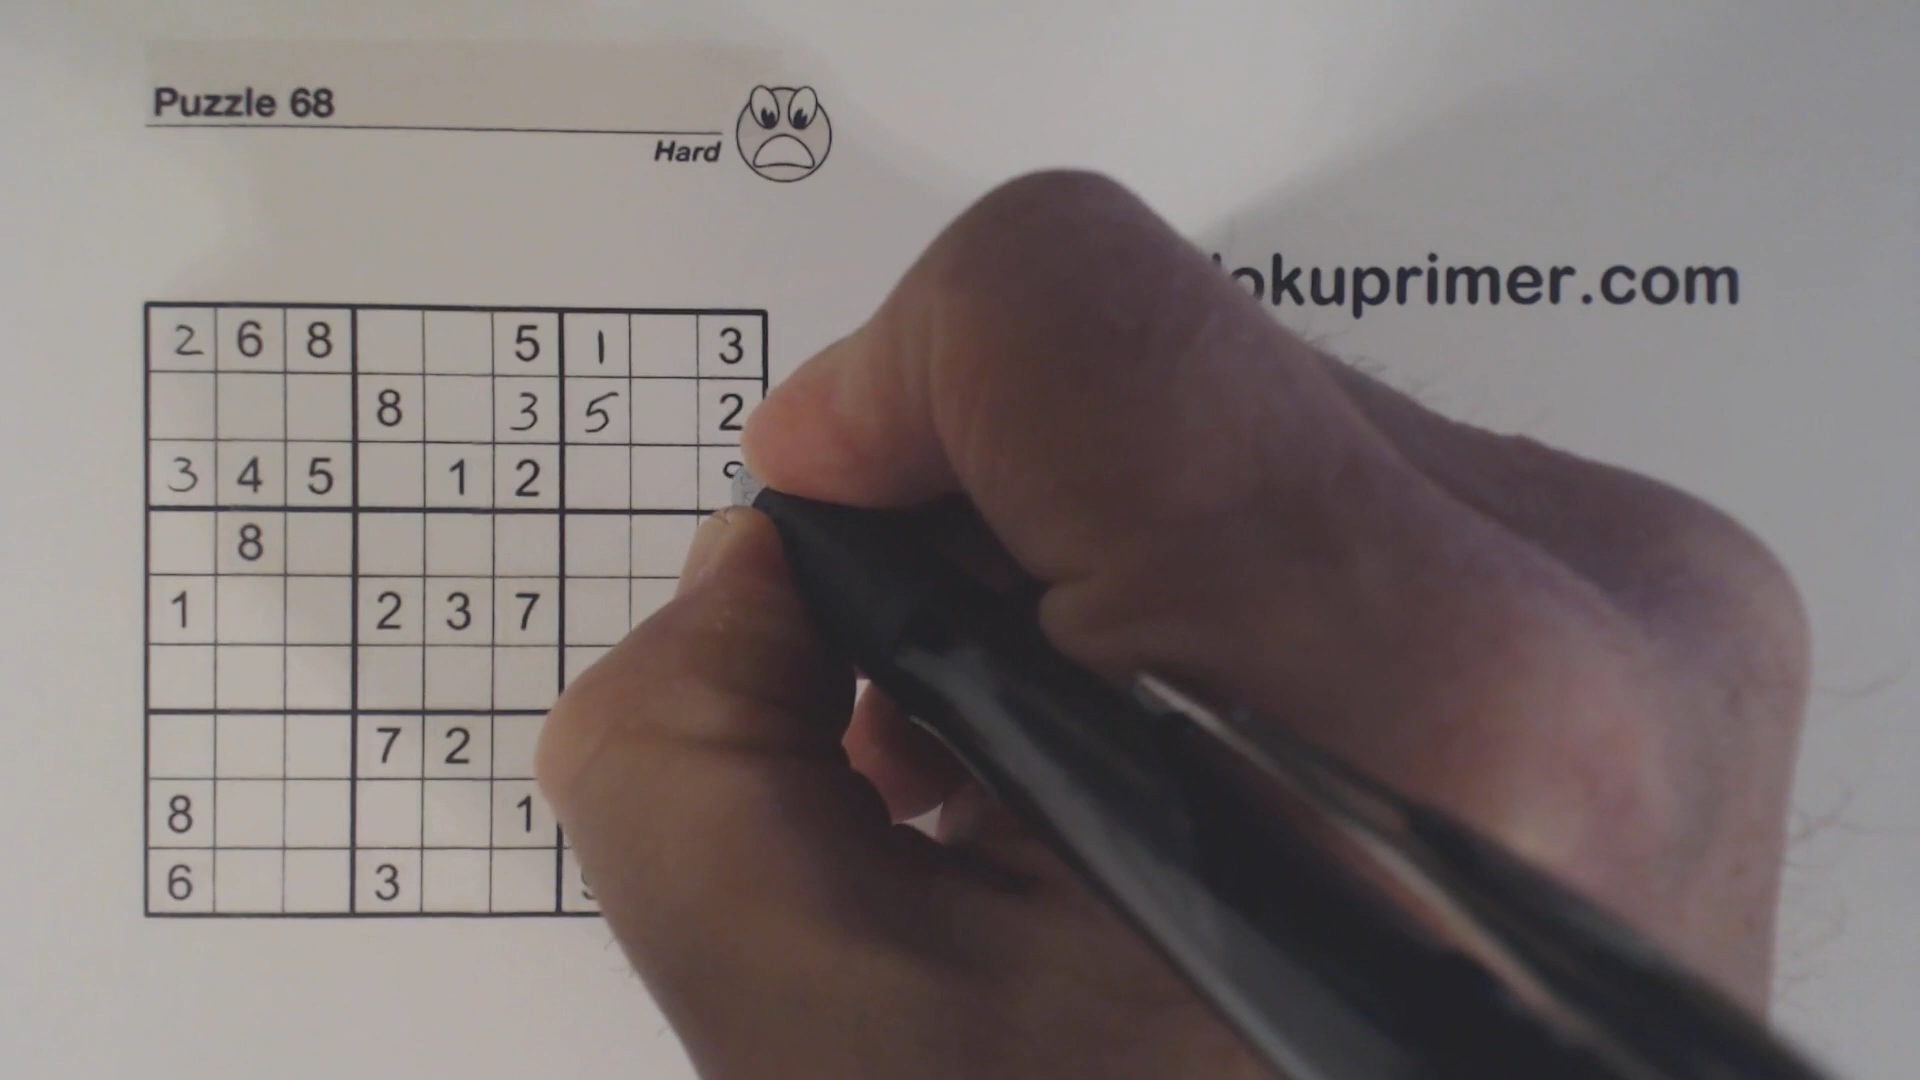 Puzzle 68
Hard
okuprimer.com
2 6 8 5 1 3
8 3 5 2
3 4 5 1 2
8
1 2 3 7
7 2
8 1
6 3